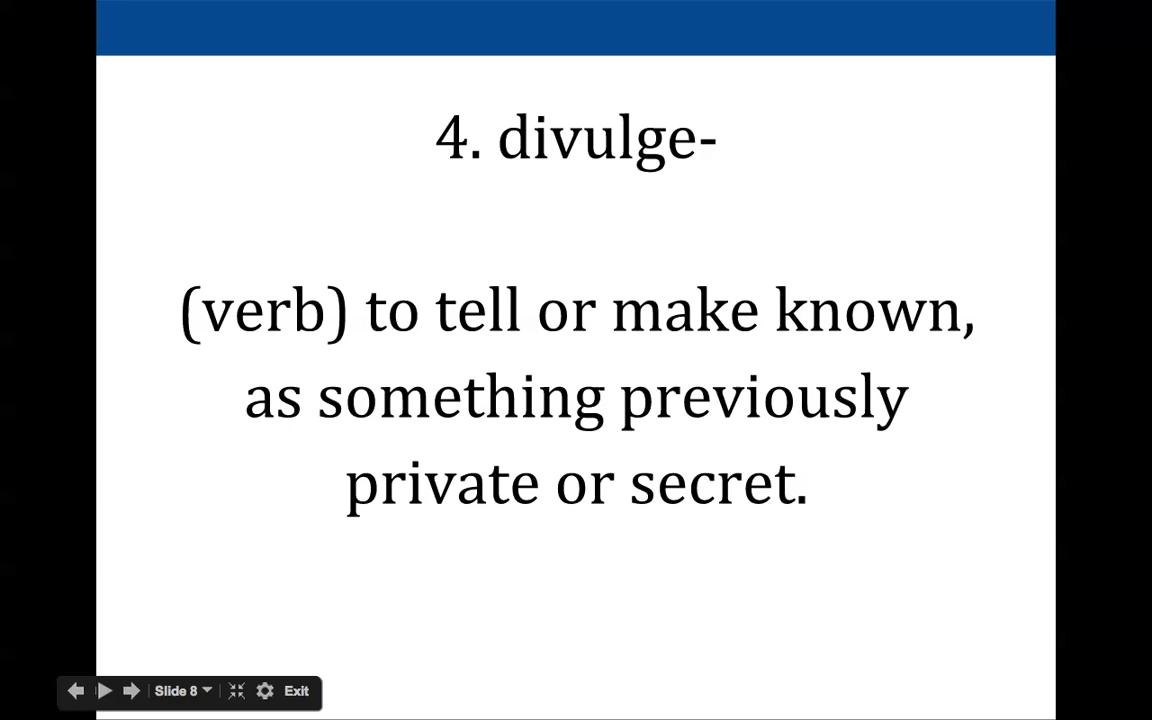 4. divulge-
(verb) to tell or make known,
as something previously
private or secret.
Slide 8
Exit